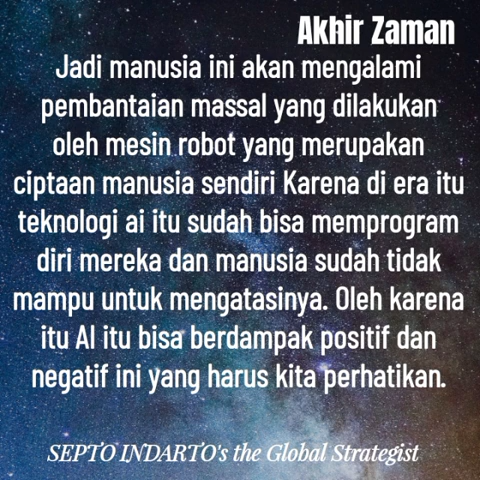 Akhir Zaman
Jadi manusia ini akan mengalami
pembantaian massal yang dilakukan
oleh mesin robot yang merupakan
ciptaan manusia sendiri Karena di era itu
teknologi ai itu sudah bisa memprogram
diri mereka dan manusia sudah tidak
mampu untuk mengatasinya. Oleh karena
itu AI itu bisa berdampak positif dan
negatif ini yang harus kita perhatikan.
SEPTO INDARTO's the Global Strategist